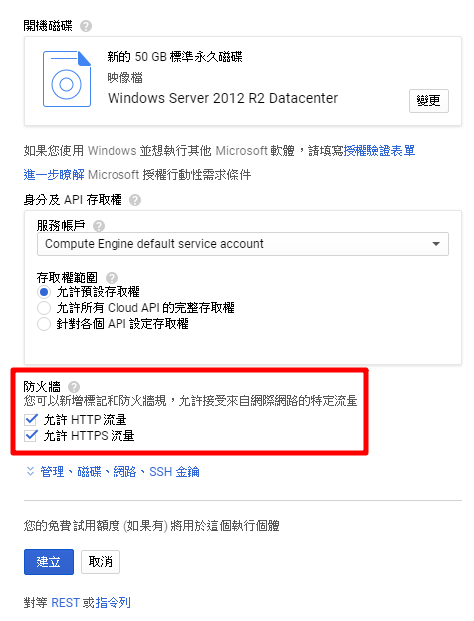 開機磁碟
新的 50 GB 標準永久磁碟
映像檔
Windows Server 2012 R2 Datacenter
變更
如果您使用 Windows 並想執行其他 Microsoft 軟體，請填寫授權驗證表單
進一步瞭解 Microsoft 授權行動性需求條件
身分及 API 存取權
服務帳戶
Compute Engine default service account
存取權範圍
允許預設存取權
允許所有 Cloud API 的完整存取權
針對各個 API 設定存取權
防火牆
您可以新增標記和防火牆規，允許接受來自網際網路的特定流量
允許 HTTP 流量
允許 HTTPS 流量
管理、磁碟、網路、SSH 金鑰
您的免費試用額度 (如果有) 將用於這個執行個體
建立 取消
對等 REST 或指令列